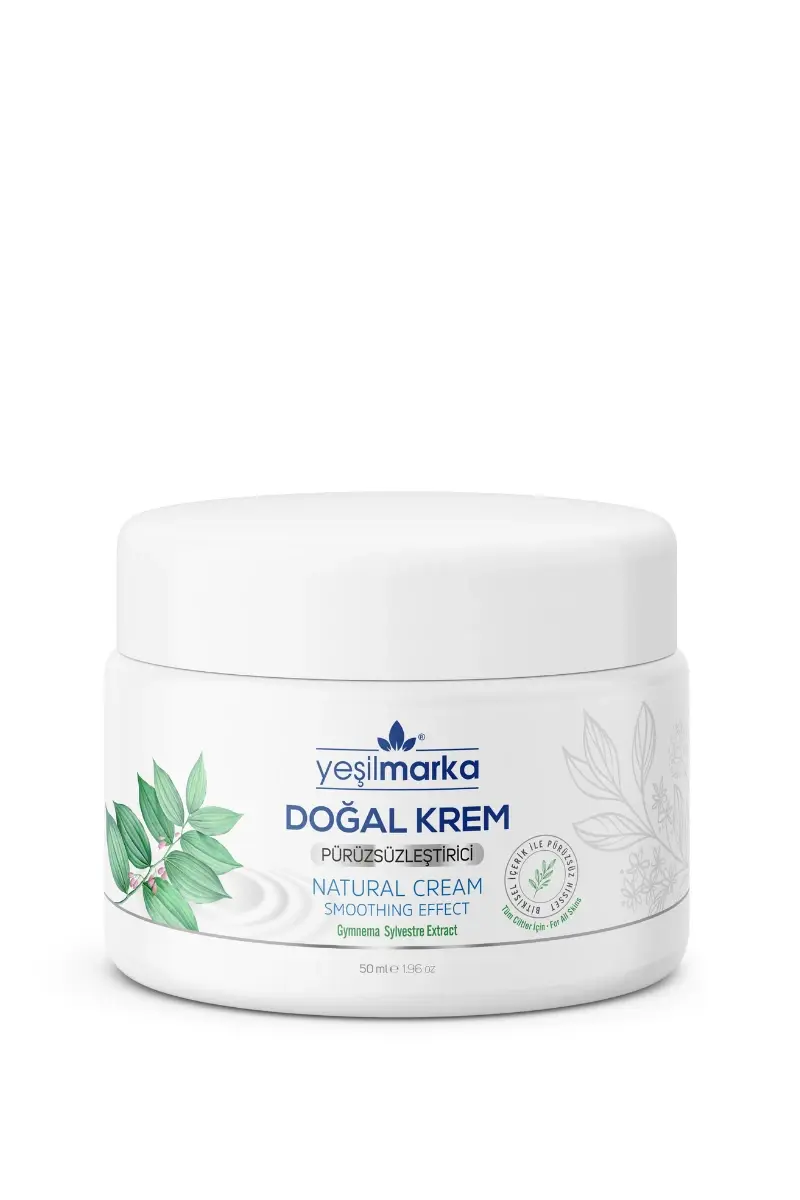 yeşilmarka®
DOĞAL KREM
PÜRÜZSÜZLEŞTİRİCİ
NATURAL CREAM
SMOOTHING EFFECT
Gymnema Sylvestre Extract
BİTKİSEL İÇERİK İLE PÜRÜZSÜZ HİSSET
Tüm Ciltler İçin - For All Skins
50 ml ℮ 1.96 oz